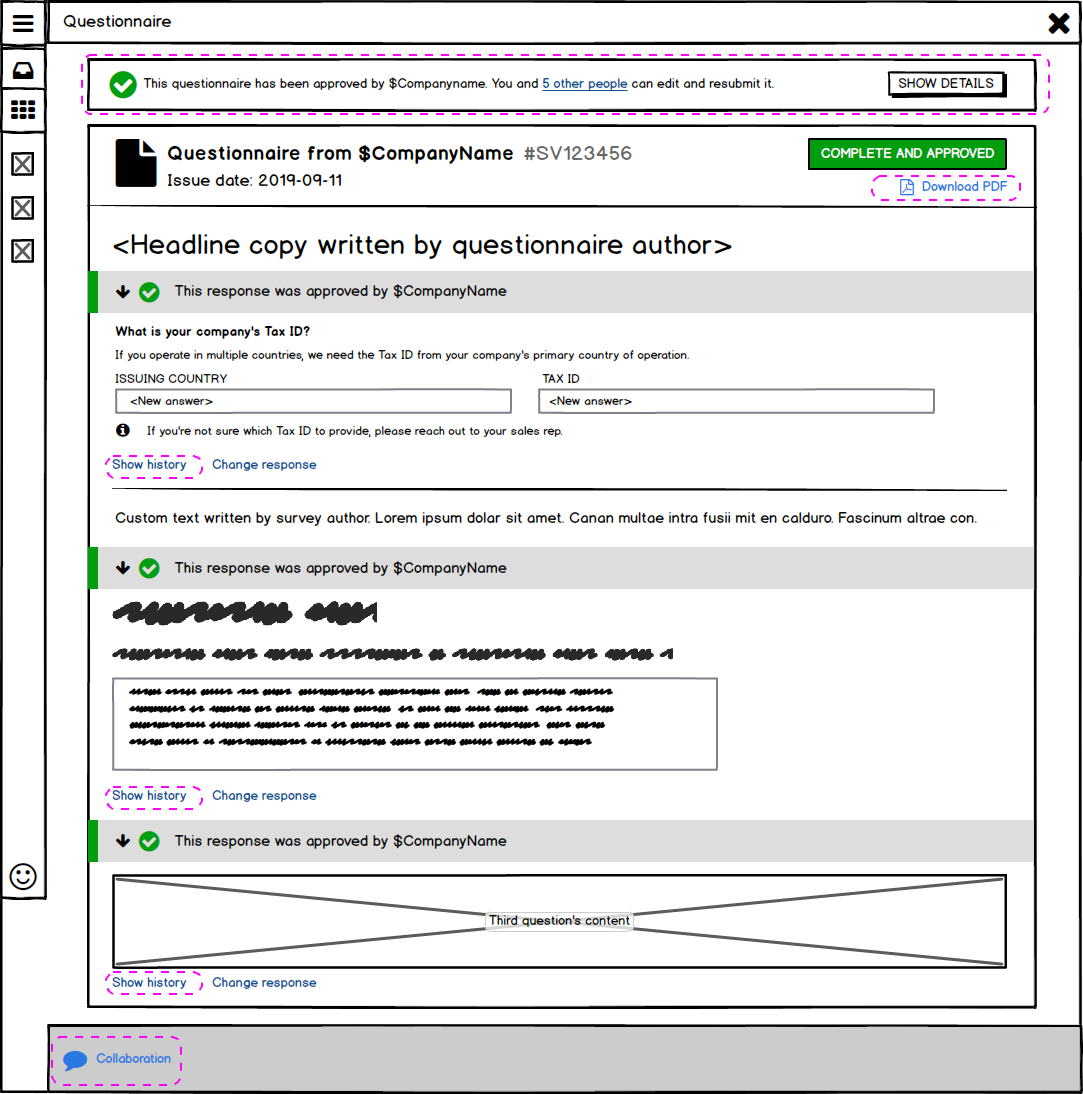 Questionnaire
This questionnaire has been approved by $Companyname. You and 5 other people can edit and resubmit it.
SHOW DETAILS
Questionnaire from $CompanyName #SV123456
COMPLETE AND APPROVED
Issue date: 2019-09-11
Download PDF
<Headline copy written by questionnaire author>
This response was approved by $CompanyName
What is your company's Tax ID?
If you operate in multiple countries, we need the Tax ID from your company's primary country of operation.
ISSUING COUNTRY TAX ID
<New answer> <New answer>
If you're not sure which Tax ID to provide, please reach out to your sales rep.
Show history Change response
Custom text written by survey author. Lorem ipsum dolar sit amet. Canan multae intra fusii mit en calduro. Fascinum altrae con.
This response was approved by $CompanyName
Show history Change response
This response was approved by $CompanyName
Third question's content
Show history Change response
Collaboration